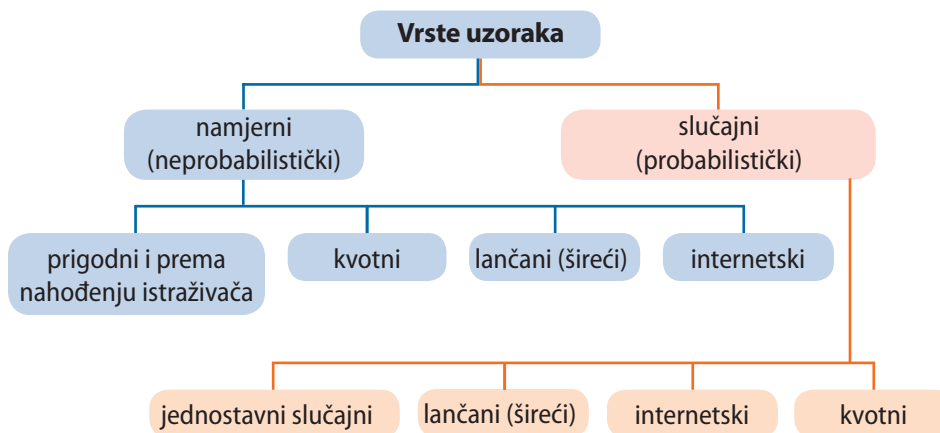 Vrste uzoraka
namjerni
(neprobabilistički)
slučajni
(probabilistički)
prigodni i prema
nahođenju istraživača
kvotni
lančani (šireći)
internetski
jednostavni slučajni
lančani (šireći)
internetski
kvotni